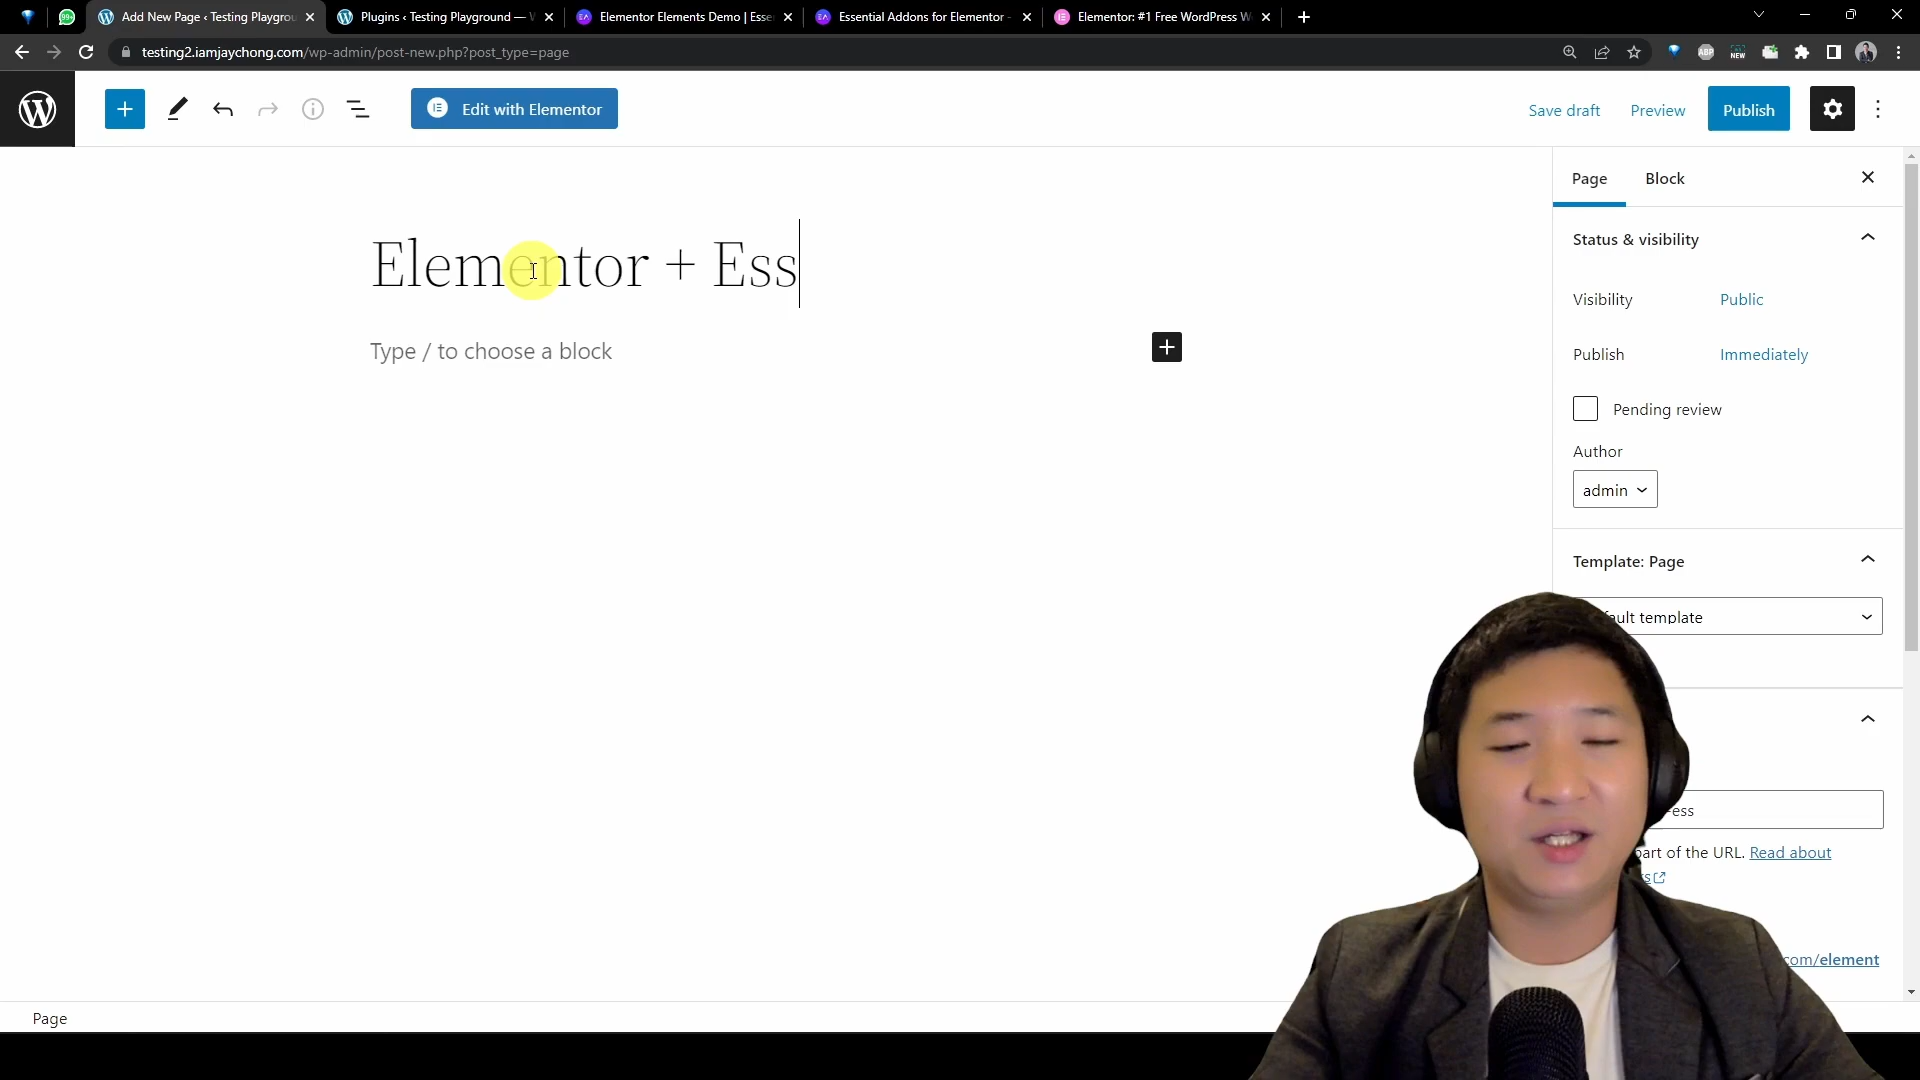 Add New Page ‹ Testing Playgrou
Plugins ‹ Testing Playground — W
Elementor Elements Demo | Esse
Essential Addons for Elementor -
Elementor: #1 Free WordPress W
testing2.iamjaychong.com/wp-admin/post-new.php?post_type=page
ABP
NEW
Edit with Elementor
Save draft
Preview
Publish
Page
Block
Elementor + Ess
Type / to choose a block
Status & visibility
Visibility
Public
Publish
Immediately
Pending review
Author
admin
Template: Page
ault template
-ess
part of the URL. Read about
com/element
Page